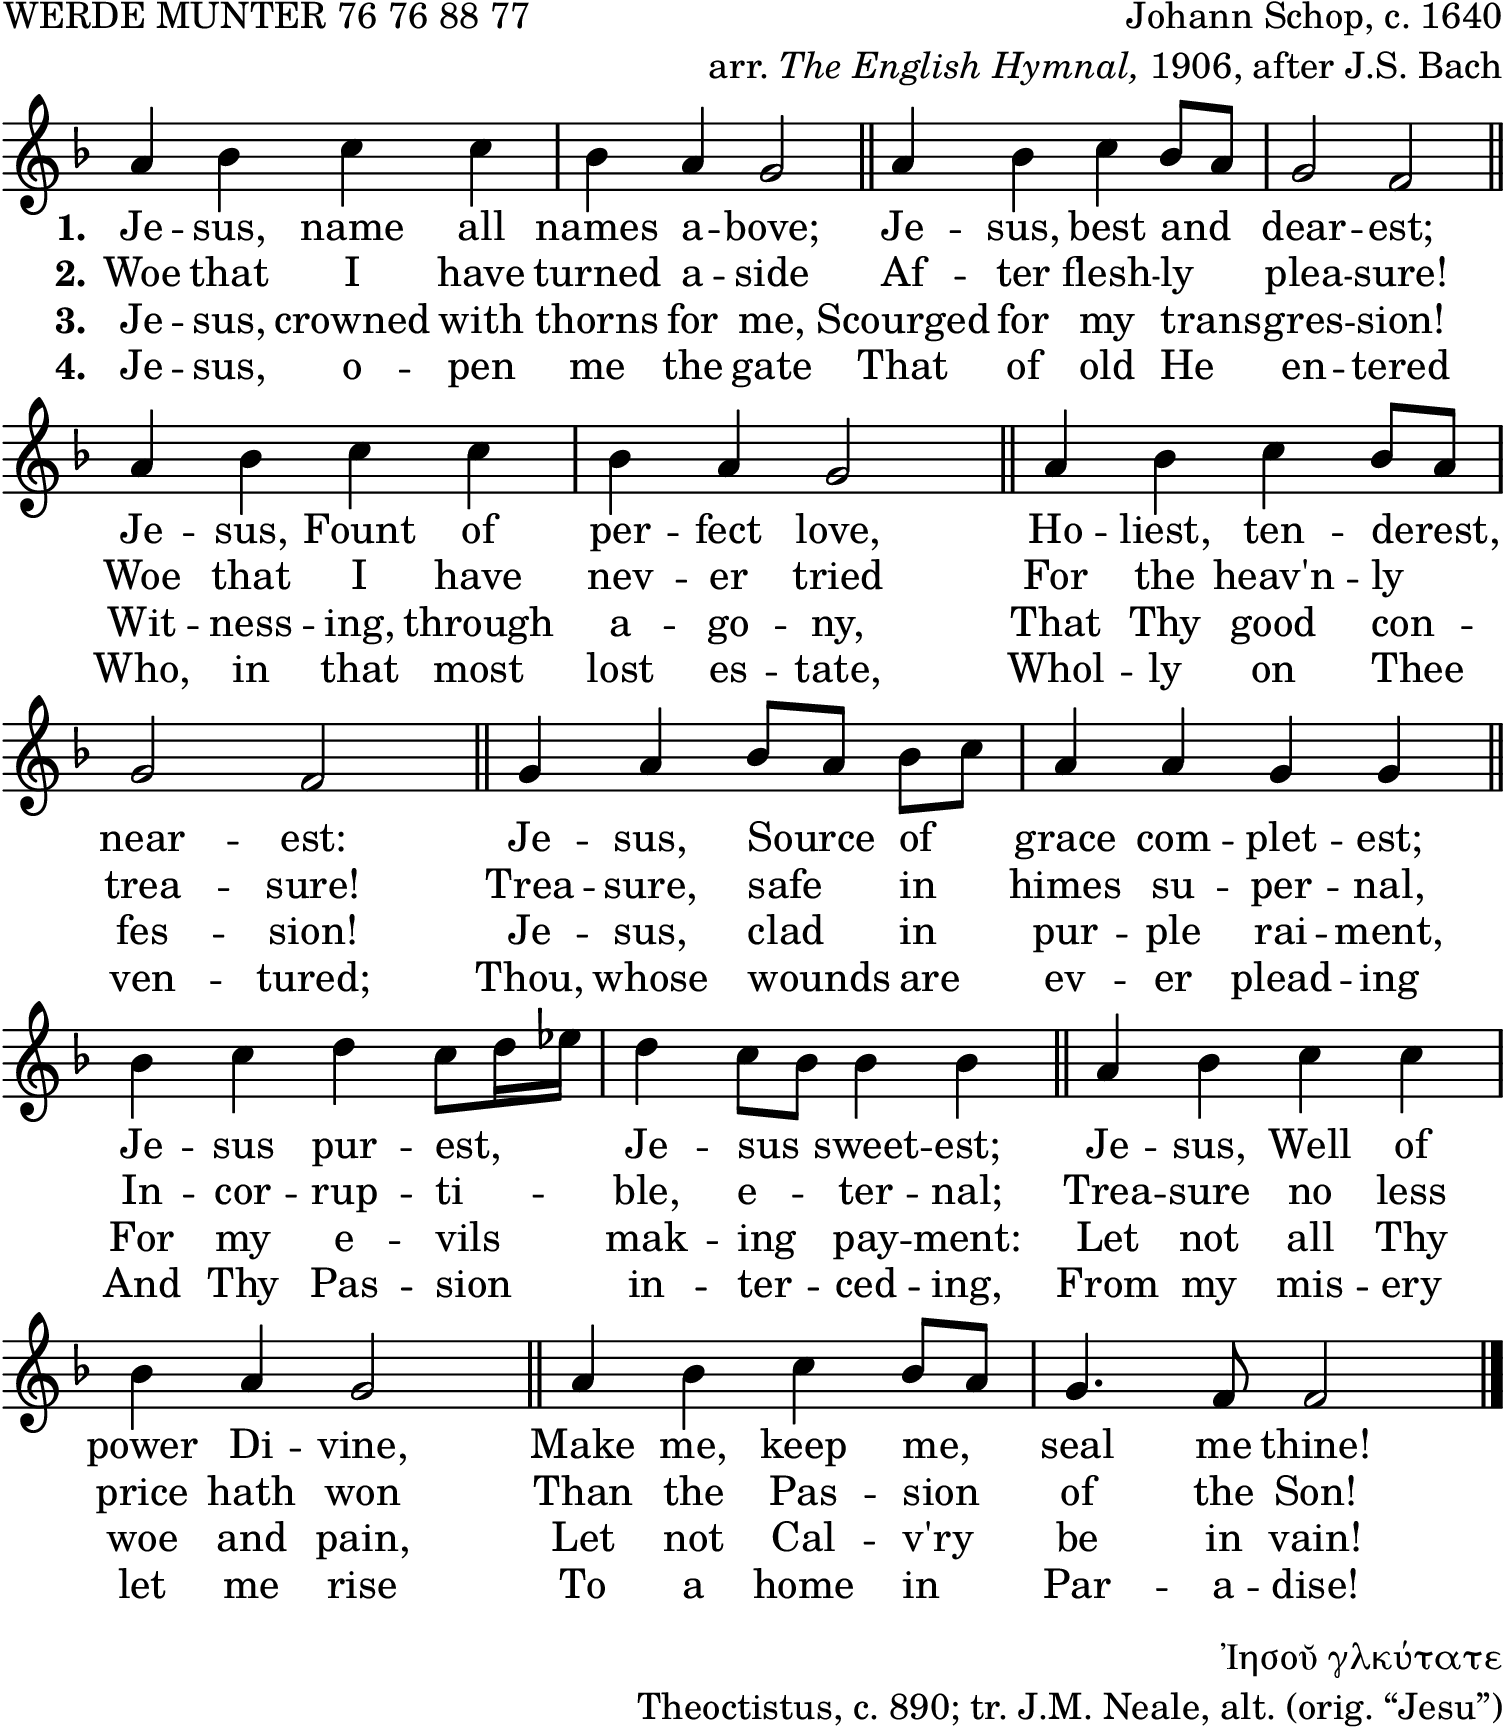 WERDE MUNTER 76 76 88 77
Johann Schop, c. 1640
arr. The English Hymnal, 1906, after J.S. Bach
1. Je - sus, name all names a - bove; Je - sus, best and dear - est;
2. Woe that I have turned a - side Af - ter flesh - ly plea - sure!
3. Je - sus, crowned with thorns for me, Scourged for my transgres - sion!
4. Je - sus, o - pen me the gate That of old He en - tered
Je - sus, Fount of per - fect love, Ho - liest, ten - derest,
Woe that I have nev - er tried For the heav'n - ly
Wit - ness - ing, through a - go - ny, That Thy good con -
Who, in that most lost es - tate, Whol - ly on Thee
near - est: Je - sus, Source of grace com - plet - est;
trea - sure! Trea - sure, safe in himes su - per - nal,
fes - sion! Je - sus, clad in pur - ple rai - ment,
ven - tured; Thou, whose wounds are ev - er plead - ing
Je - sus pur - est, Je - sus sweet - est; Je - sus, Well of
In - cor - rup - ti - ble, e - ter - nal; Trea - sure no less
For my e - vils mak - ing pay - ment: Let not all Thy
And Thy Pas - sion in - ter - ced - ing, From my mis - ery
power Di - vine, Make me, keep me, seal me thine!
price hath won Than the Pas - sion of the Son!
woe and pain, Let not Cal - v'ry be in vain!
let me rise To a home in Par - a - dise!
Ἰησοῦ γλκύτατε
Theoctistus, c. 890; tr. J.M. Neale, alt. (orig. “Jesu”)